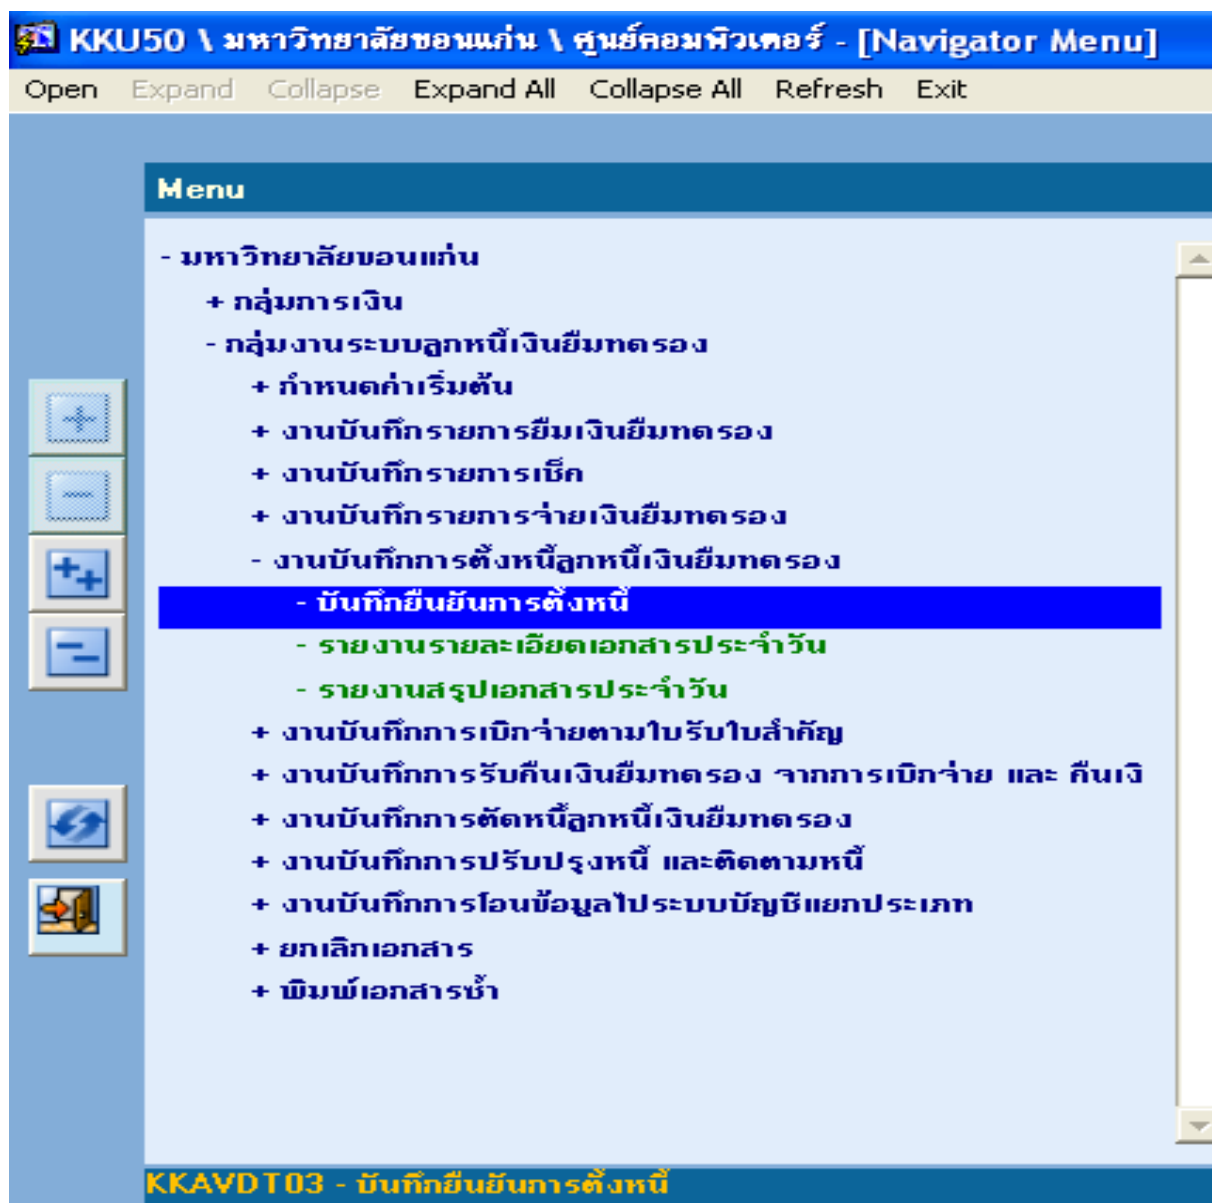 KKU50 \ มหาวิทยาลัยขอนแก่น \ ศูนย์คอมพิวเตอร์ - [Navigator Menu]
Open Expand Collapse Expand All Collapse All Refresh Exit
Menu
- มหาวิทยาลัยขอนแก่น
+ กลุ่มการเงิน
- กลุ่มงานระบบลูกหนี้เงินยืมทดรอง
+ กำหนดค่าเริ่มต้น
+ งานบันทึกรายการยืมเงินยืมทดรอง
+ งานบันทึกรายการเช็ค
+ งานบันทึกรายการจ่ายเงินยืมทดรอง
- งานบันทึกการตั้งหนี้ลูกหนี้เงินยืมทดรอง
- บันทึกยืนยันการตั้งหนี้
- รายงานรายละเอียดเอกสารประจำวัน
- รายงานสรุปเอกสารประจำวัน
+ งานบันทึกการเบิกจ่ายตามใบรับใบสำคัญ
+ งานบันทึกการรับคืนเงินยืมทดรอง จากการเบิกจ่าย และ คืนเงิ
+ งานบันทึกการตัดหนี้ลูกหนี้เงินยืมทดรอง
+ งานบันทึกการปรับปรุงหนี้ และติดตามหนี้
+ งานบันทึกการโอนข้อมูลไประบบบัญชีแยกประเภท
+ ยกเลิกเอกสาร
+ พิมพ์เอกสารซ้ำ
KKAVDT03 - บันทึกยืนยันการตั้งหนี้